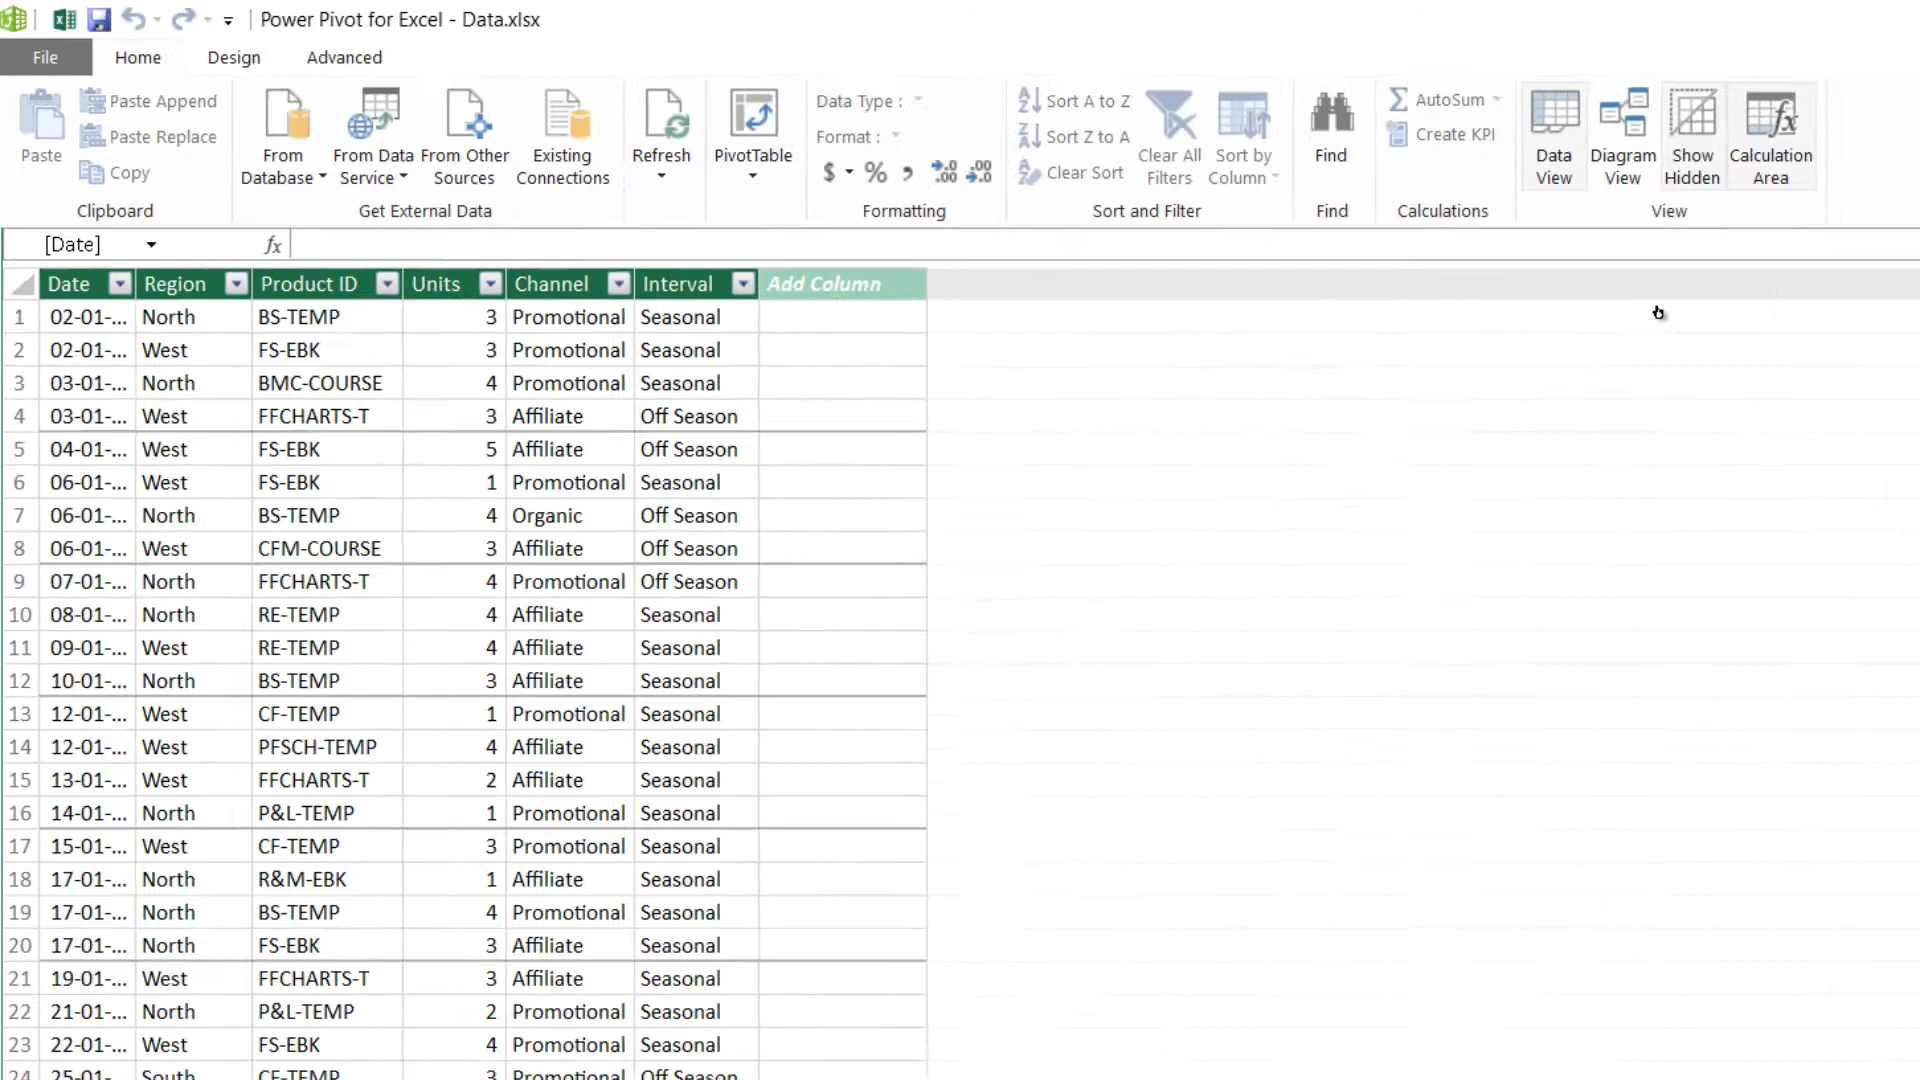 Power Pivot for Excel - Data.xlsx
File Home Design Advanced
Paste
Paste Append
Paste Replace
Copy
Clipboard
From Database
From Data Service
From Other Sources
Existing Connections
Get External Data
Refresh
PivotTable
Data Type :
Format :
$ % , .00 .00
Formatting
Sort A to Z
Sort Z to A
Clear Sort
Clear All Filters
Sort by Column
Sort and Filter
Find
Find
AutoSum
Create KPI
Calculations
Data View
Diagram View
Show Hidden
Calculation Area
View
[Date] fx
Date Region Product ID Units Channel Interval Add Column
1 02-01-... North BS-TEMP 3 Promotional Seasonal
2 02-01-... West FS-EBK 3 Promotional Seasonal
3 03-01-... North BMC-COURSE 4 Promotional Seasonal
4 03-01-... West FFCHARTS-T 3 Affiliate Off Season
5 04-01-... West FS-EBK 5 Affiliate Off Season
6 06-01-... West FS-EBK 1 Promotional Seasonal
7 06-01-... North BS-TEMP 4 Organic Off Season
8 06-01-... West CFM-COURSE 3 Affiliate Off Season
9 07-01-... North FFCHARTS-T 4 Promotional Off Season
10 08-01-... North RE-TEMP 4 Affiliate Seasonal
11 09-01-... West RE-TEMP 4 Affiliate Seasonal
12 10-01-... North BS-TEMP 3 Affiliate Seasonal
13 12-01-... West CF-TEMP 1 Promotional Seasonal
14 12-01-... West PFSCH-TEMP 4 Affiliate Seasonal
15 13-01-... West FFCHARTS-T 2 Affiliate Seasonal
16 14-01-... North P&L-TEMP 1 Promotional Seasonal
17 15-01-... West CF-TEMP 3 Promotional Seasonal
18 17-01-... North R&M-EBK 1 Affiliate Seasonal
19 17-01-... North BS-TEMP 4 Promotional Seasonal
20 17-01-... North FS-EBK 3 Affiliate Seasonal
21 19-01-... West FFCHARTS-T 3 Affiliate Seasonal
22 21-01-... North P&L-TEMP 2 Promotional Seasonal
23 22-01-... West FS-EBK 4 Promotional Seasonal
24 25-01-... South CF-TEMP 3 Promotional Off Season